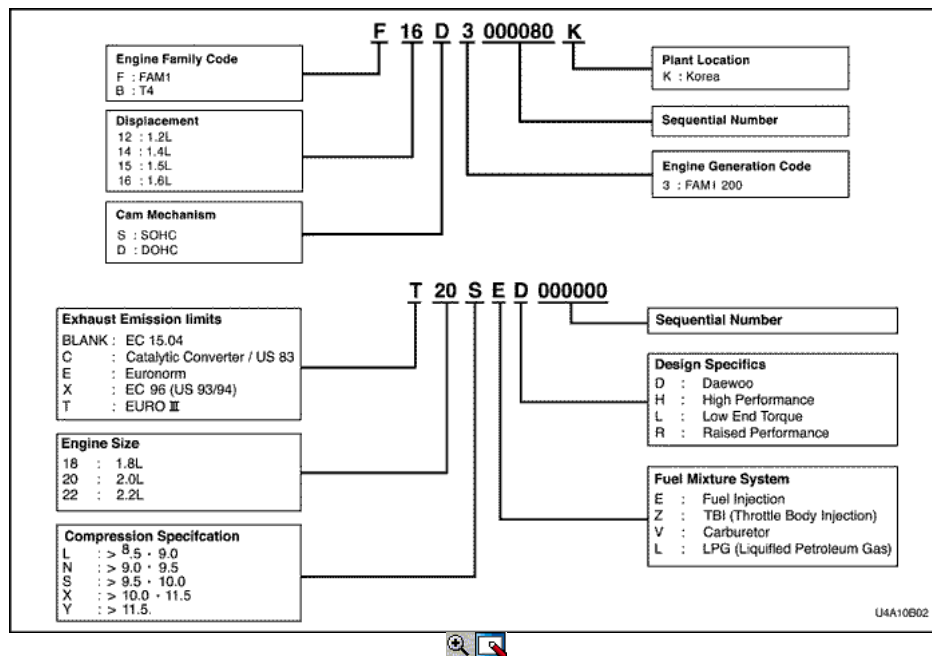 F 16 D 3 000080 K
Engine Family Code
F : FAM1
B : T4
Plant Location
K : Korea
Displacement
12 : 1.2L
14 : 1.4L
15 : 1.5L
16 : 1.6L
Sequential Number
Engine Generation Code
3 : FAM1 200
Cam Mechanism
S : SOHC
D : DOHC
T 20 S E D 000000
Exhaust Emission limits
BLANK : EC 15.04
C : Catalytic Converter / US 83
E : Euronorm
X : EC 96 (US 93/94)
T : EURO III
Sequential Number
Design Specifics
D : Daewoo
H : High Performance
L : Low End Torque
R : Raised Performance
Engine Size
18 : 1.8L
20 : 2.0L
22 : 2.2L
Fuel Mixture System
E : Fuel Injection
Z : TBI (Throttle Body Injection)
V : Carburetor
L : LPG (Liquifled Petroleum Gas)
Compression Specifcation
L : > 8.5 · 9.0
N : > 9.0 · 9.5
S : > 9.5 · 10.0
X : > 10.0 · 11.5
Y : > 11.5.
U4A10B02